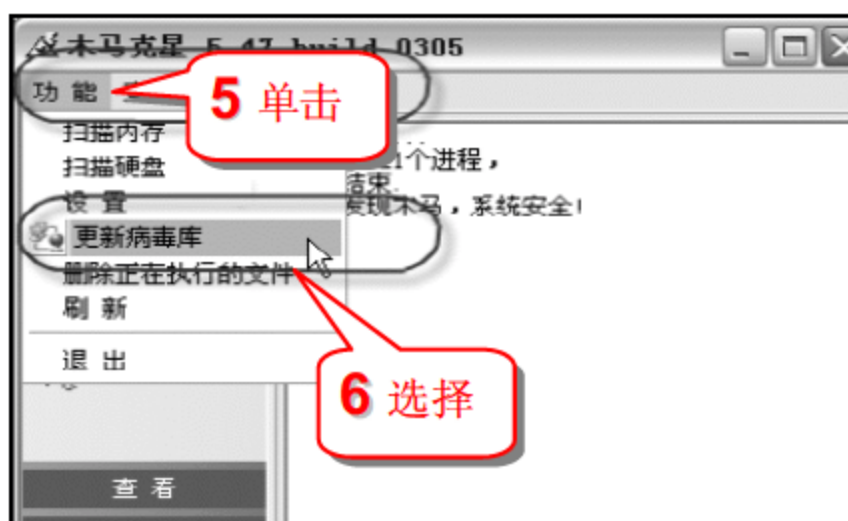 木马克星 5.47 build 0305
功 能
5 单击
扫描内存
1个进程，
扫描硬盘
结束.
设 置
发现木马，系统安全!
更新病毒库
删除正在执行的文件
刷 新
退 出
6 选择
查 看